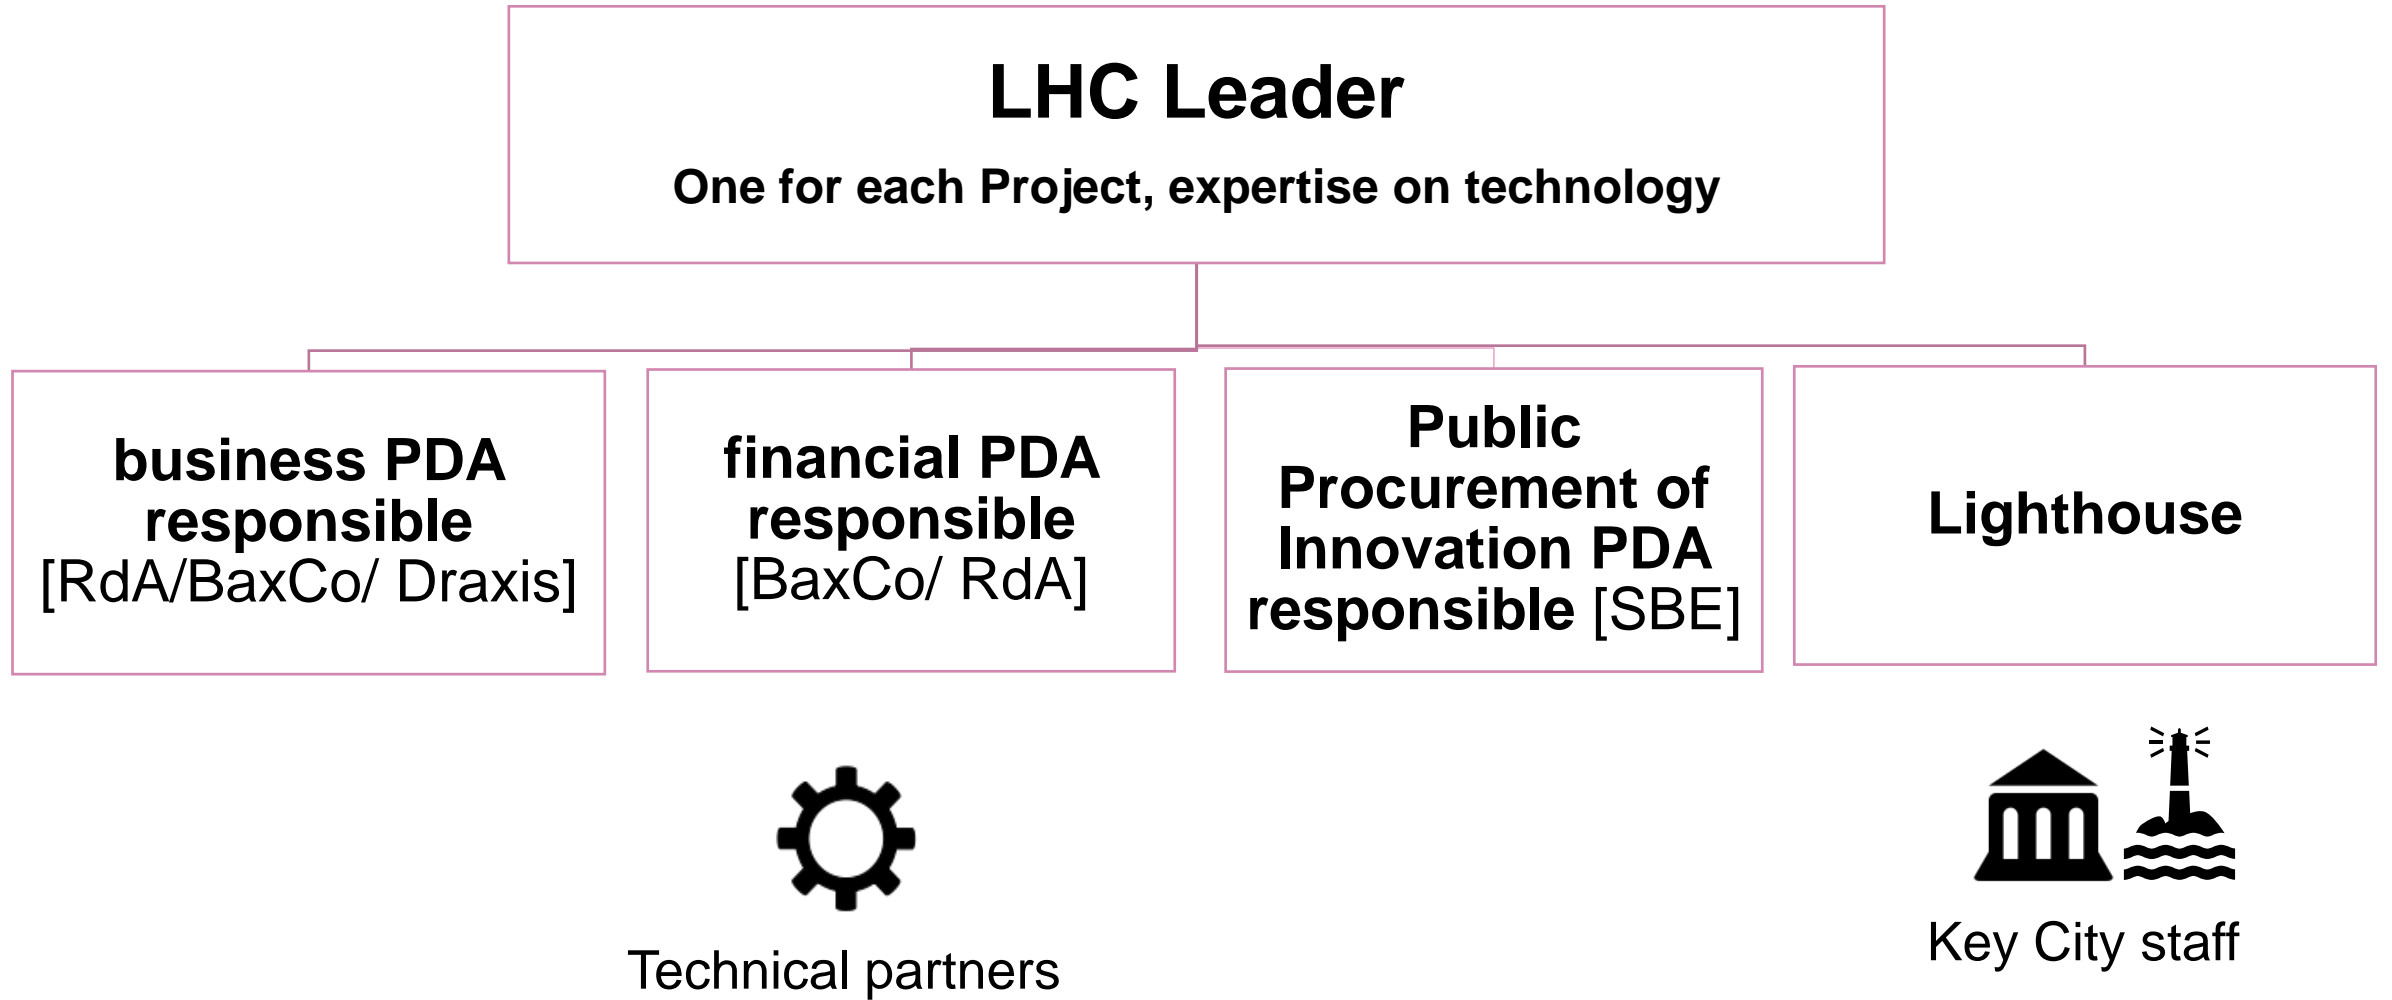 LHC Leader
One for each Project, expertise on technology
business PDA
responsible
[RdA/BaxCo/ Draxis]
financial PDA
responsible
[BaxCo/ RdA]
Public
Procurement of
Innovation PDA
responsible [SBE]
Lighthouse
Technical partners
Key City staff